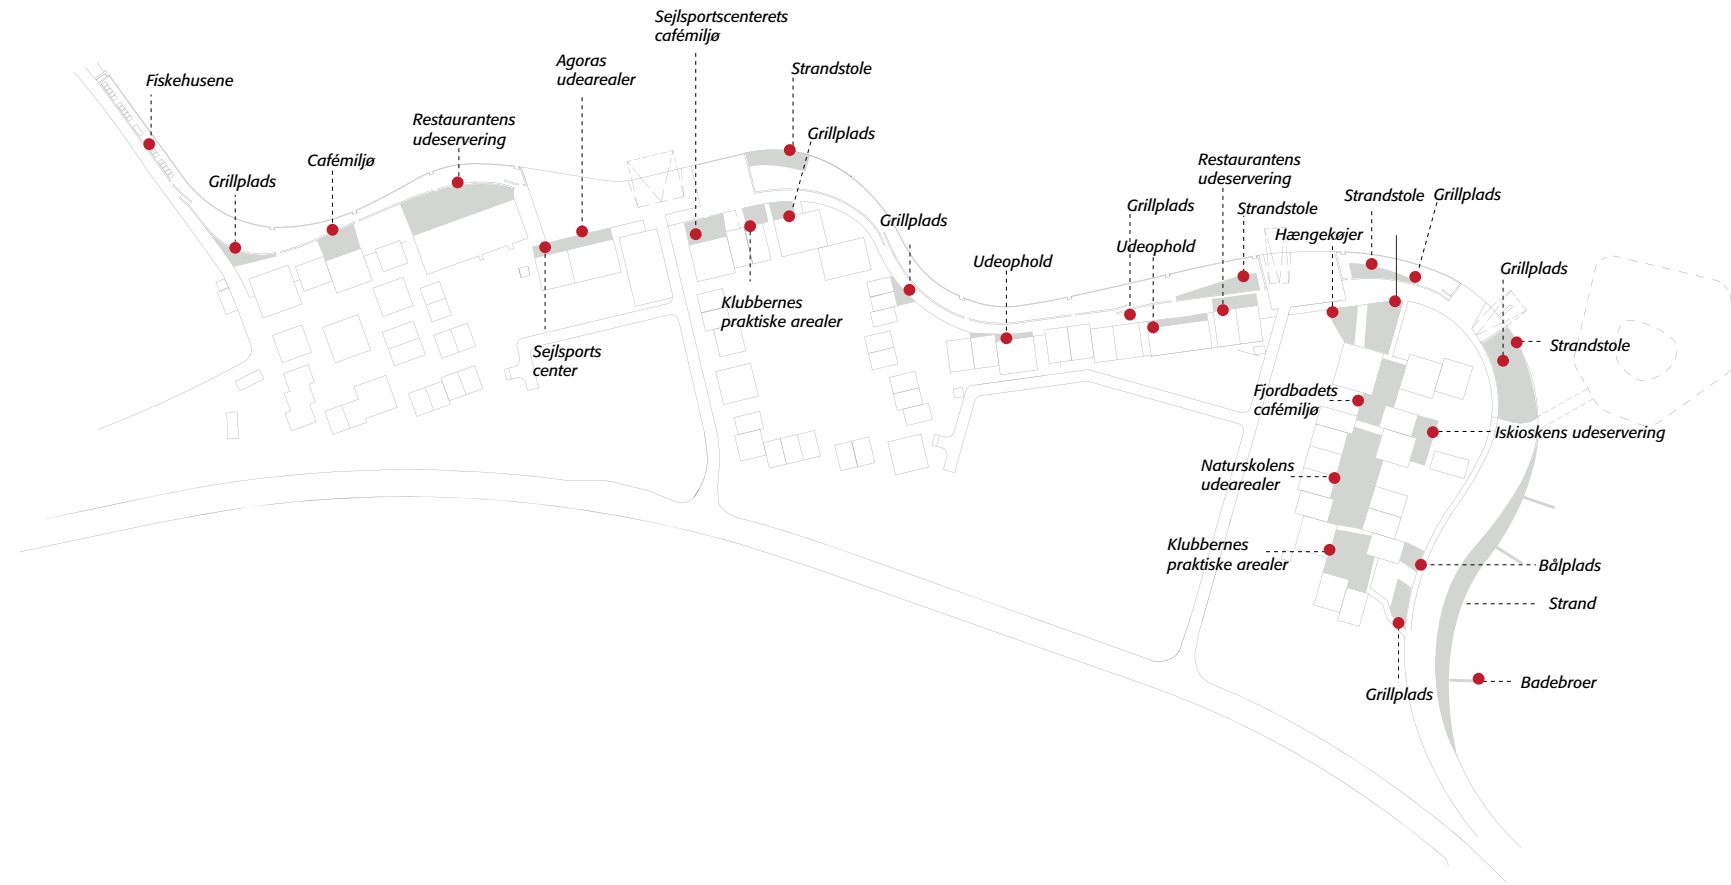 Sejlsportscenterets
cafémiljø
Agoras
udearealer
Strandstole
Fiskehusene
Restaurantens
udeservering
Grillplads
Cafémiljø
Grillplads
Restaurantens
udeservering
Grillplads
Strandstole
Grillplads
Strandstole
Grillplads
Hængekøjer
Udeophold
Udeophold
Grillplads
Klubbernes
praktiske arealer
Sejlsports
center
Strandstole
Fjordbadets
cafémiljø
Iskioskens udeservering
Naturskolens
udearealer
Klubbernes
praktiske arealer
Bålplads
Strand
Badebroer
Grillplads